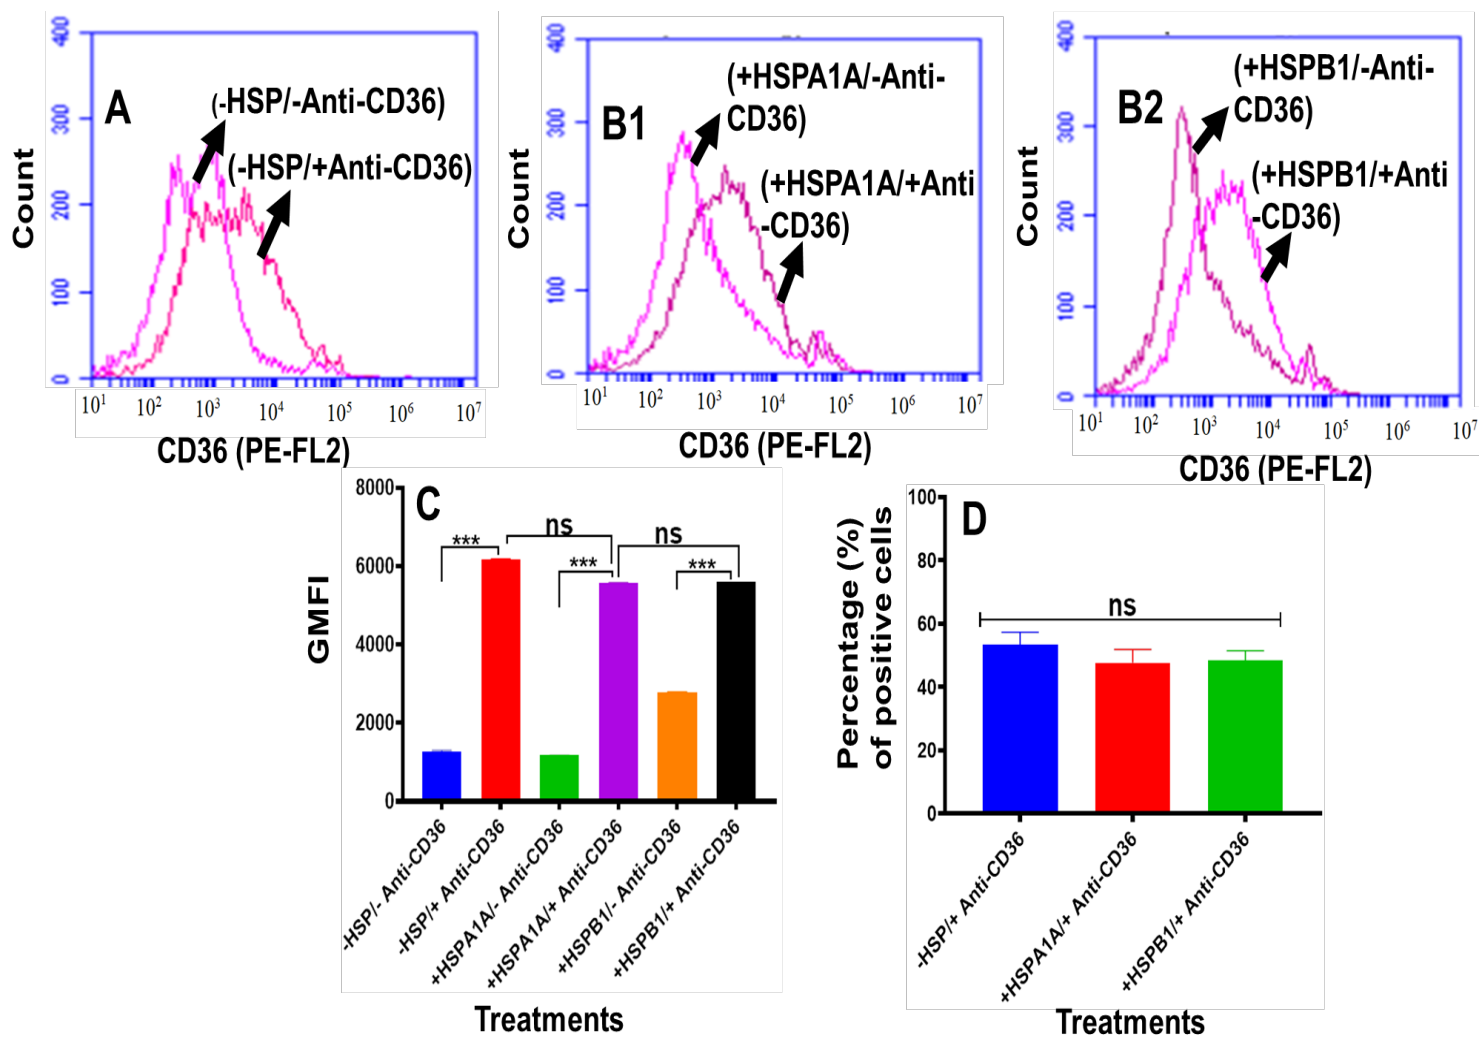 A
(-HSP/-Anti-CD36)
(-HSP/+Anti-CD36)
Count
400
300
200
100
0
10¹ 10² 10³ 10⁴ 10⁵ 10⁶ 10⁷
CD36 (PE-FL2)
B1
(+HSPA1A/-Anti-
CD36)
(+HSPA1A/+Anti
-CD36)
Count
400
300
200
100
0
10¹ 10² 10³ 10⁴ 10⁵ 10⁶ 10⁷
CD36 (PE-FL2)
B2
(+HSPB1/-Anti-
CD36)
(+HSPB1/+Anti
-CD36)
Count
400
300
200
100
0
10¹ 10² 10³ 10⁴ 10⁵ 10⁶ 10⁷
CD36 (PE-FL2)
C
GMFI
8000
6000
4000
2000
0
*** ns *** ns ***
-HSP/- Anti-CD36
-HSP/+ Anti-CD36
+HSPA1A/- Anti-CD36
+HSPA1A/+ Anti-CD36
+HSPB1/- Anti-CD36
+HSPB1/+ Anti-CD36
Treatments
D
Percentage (%)
of positive cells
100
80
60
40
20
0
ns
-HSP/+ Anti-CD36
+HSPA1A/+ Anti-CD36
+HSPB1/+ Anti-CD36
Treatments